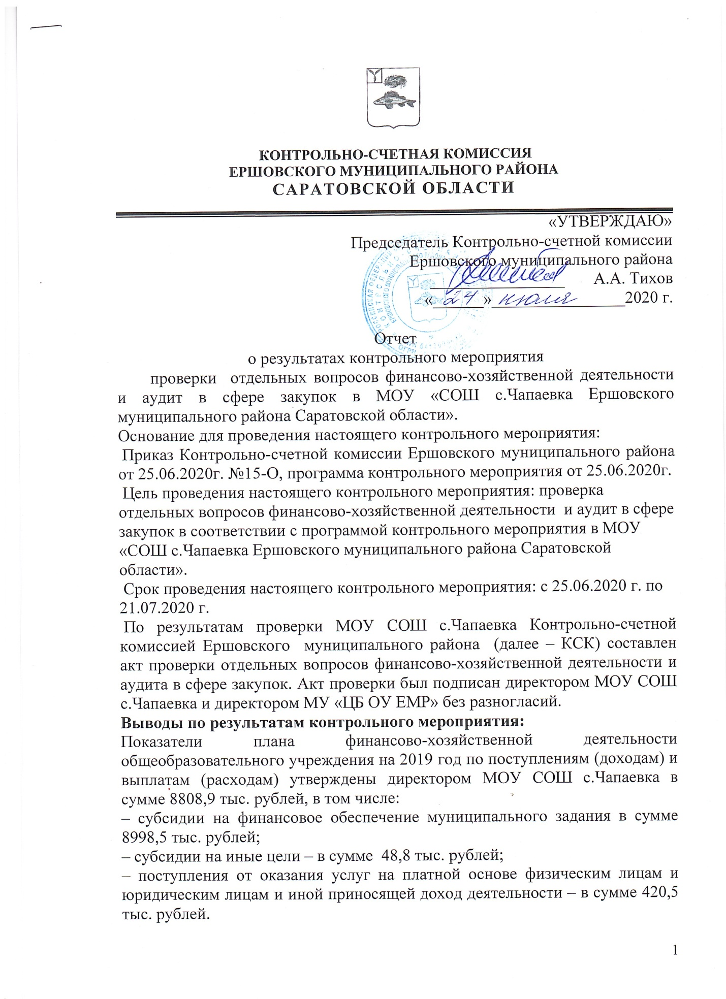 КОНТРОЛЬНО-СЧЕТНАЯ КОМИССИЯ
ЕРШОВСКОГО МУНИЦИПАЛЬНОГО РАЙОНА
САРАТОВСКОЙ ОБЛАСТИ
«УТВЕРЖДАЮ»
Председатель Контрольно-счетной комиссии
Ершовского муниципального района
А.А. Тихов
«24» июля 2020 г.
Отчет
о результатах контрольного мероприятия
проверки отдельных вопросов финансово-хозяйственной деятельности
и аудит в сфере закупок в МОУ «СОШ с.Чапаевка Ершовского
муниципального района Саратовской области».
Основание для проведения настоящего контрольного мероприятия:
Приказ Контрольно-счетной комиссии Ершовского муниципального района
от 25.06.2020г. №15-О, программа контрольного мероприятия от 25.06.2020г.
Цель проведения настоящего контрольного мероприятия: проверка
отдельных вопросов финансово-хозяйственной деятельности и аудит в сфере
закупок в соответствии с программой контрольного мероприятия в МОУ
«СОШ с.Чапаевка Ершовского муниципального района Саратовской
области».
Срок проведения настоящего контрольного мероприятия: с 25.06.2020 г. по
21.07.2020 г.
По результатам проверки МОУ СОШ с.Чапаевка Контрольно-счетной
комиссией Ершовского муниципального района (далее – КСК) составлен
акт проверки отдельных вопросов финансово-хозяйственной деятельности и
аудита в сфере закупок. Акт проверки был подписан директором МОУ СОШ
с.Чапаевка и директором МУ «ЦБ ОУ ЕМР» без разногласий.
Выводы по результатам контрольного мероприятия:
Показатели плана финансово-хозяйственной деятельности
общеобразовательного учреждения на 2019 год по поступлениям (доходам) и
выплатам (расходам) утверждены директором МОУ СОШ с.Чапаевка в
сумме 8808,9 тыс. рублей, в том числе:
– субсидии на финансовое обеспечение муниципального задания в сумме
8998,5 тыс. рублей;
– субсидии на иные цели – в сумме 48,8 тыс. рублей;
– поступления от оказания услуг на платной основе физическим лицам и
юридическим лицам и иной приносящей доход деятельности – в сумме 420,5
тыс. рублей.
1